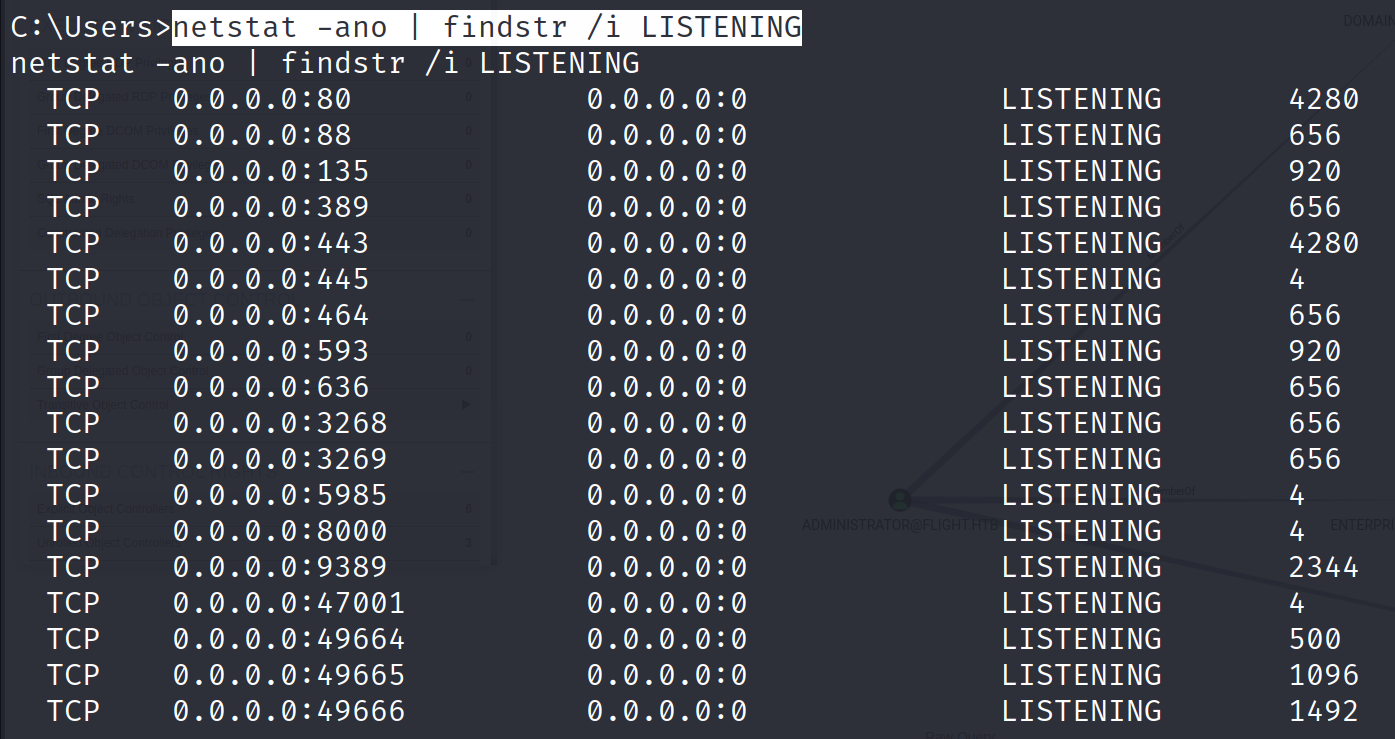 C:\Users>netstat -ano | findstr /i LISTENING
netstat -ano | findstr /i LISTENING
TCP 0.0.0.0:80 0.0.0.0:0 LISTENING 4280
TCP 0.0.0.0:88 0.0.0.0:0 LISTENING 656
TCP 0.0.0.0:135 0.0.0.0:0 LISTENING 920
TCP 0.0.0.0:389 0.0.0.0:0 LISTENING 656
TCP 0.0.0.0:443 0.0.0.0:0 LISTENING 4280
TCP 0.0.0.0:445 0.0.0.0:0 LISTENING 4
TCP 0.0.0.0:464 0.0.0.0:0 LISTENING 656
TCP 0.0.0.0:593 0.0.0.0:0 LISTENING 920
TCP 0.0.0.0:636 0.0.0.0:0 LISTENING 656
TCP 0.0.0.0:3268 0.0.0.0:0 LISTENING 656
TCP 0.0.0.0:3269 0.0.0.0:0 LISTENING 656
TCP 0.0.0.0:5985 0.0.0.0:0 LISTENING 4
TCP 0.0.0.0:8000 0.0.0.0:0 LISTENING 4
TCP 0.0.0.0:9389 0.0.0.0:0 LISTENING 2344
TCP 0.0.0.0:47001 0.0.0.0:0 LISTENING 4
TCP 0.0.0.0:49664 0.0.0.0:0 LISTENING 500
TCP 0.0.0.0:49665 0.0.0.0:0 LISTENING 1096
TCP 0.0.0.0:49666 0.0.0.0:0 LISTENING 1492
ADMINISTRATOR@FLIGHT.HTB